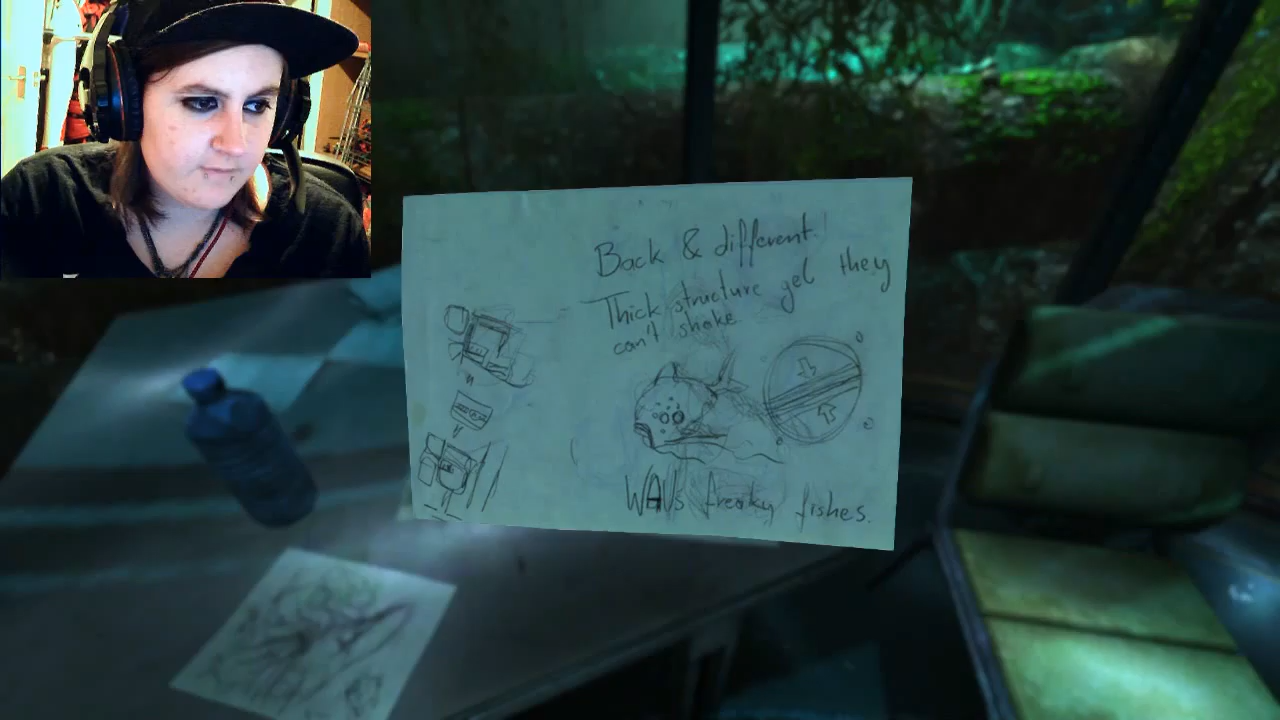 Back & different!
Thick structure gel they
can't shake
WAUs freaky fishes.